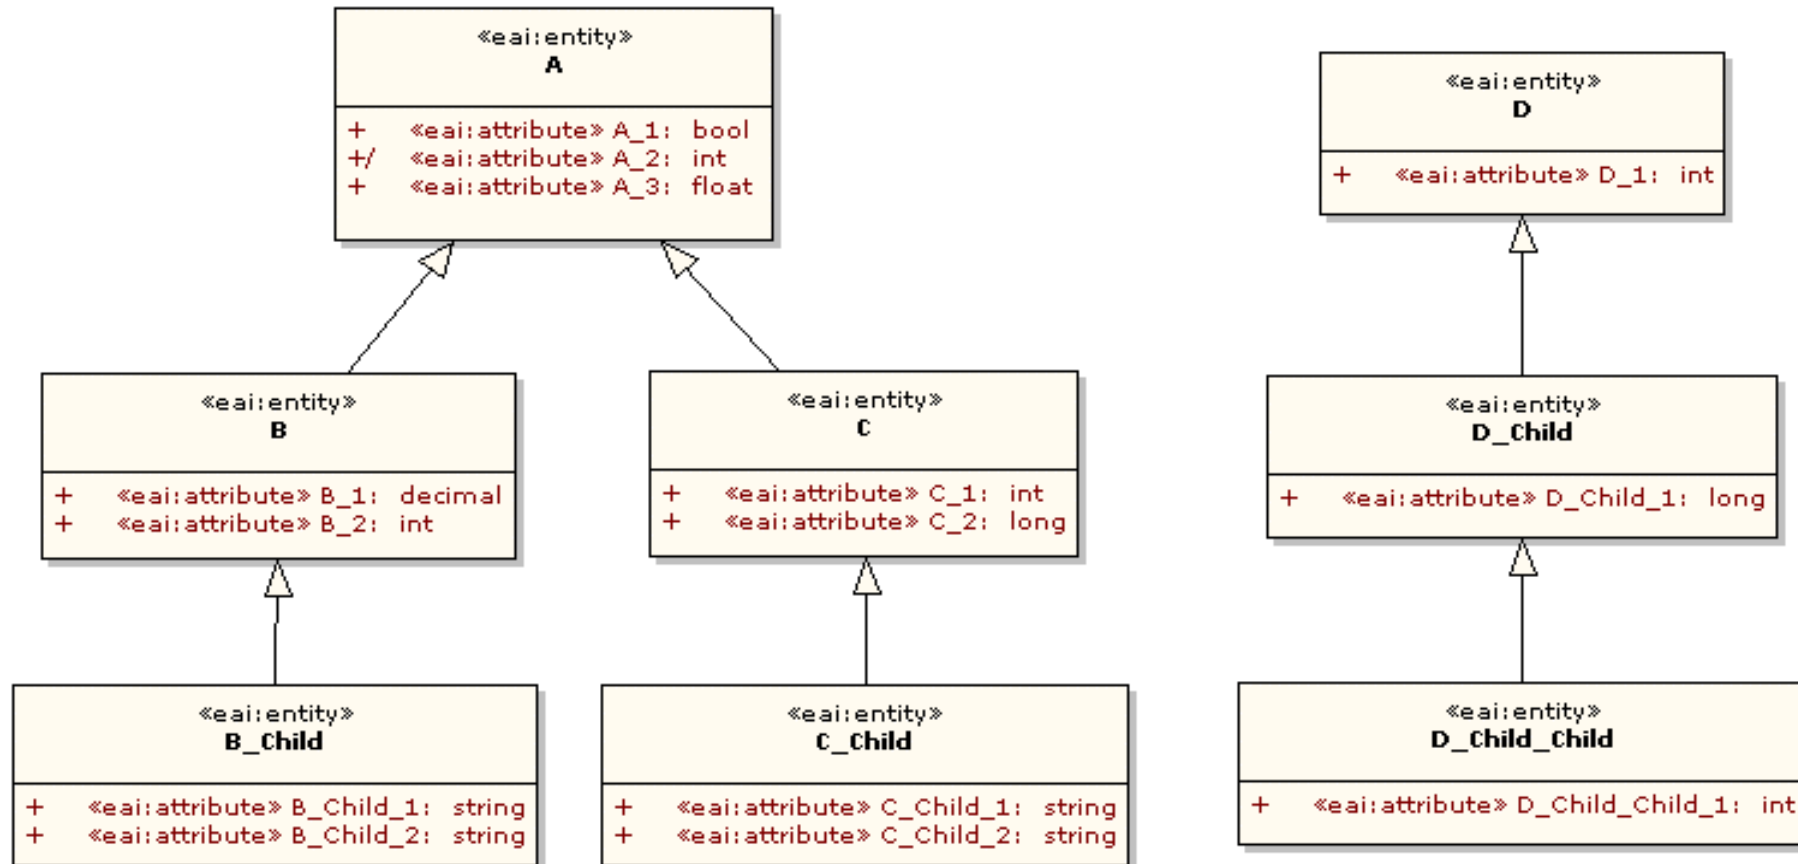 «eai:entity»
A
+ «eai:attribute» A_1: bool
+/ «eai:attribute» A_2: int
+ «eai:attribute» A_3: float
«eai:entity»
D
+ «eai:attribute» D_1: int
«eai:entity»
B
+ «eai:attribute» B_1: decimal
+ «eai:attribute» B_2: int
«eai:entity»
C
+ «eai:attribute» C_1: int
+ «eai:attribute» C_2: long
«eai:entity»
D_Child
+ «eai:attribute» D_Child_1: long
«eai:entity»
B_Child
+ «eai:attribute» B_Child_1: string
+ «eai:attribute» B_Child_2: string
«eai:entity»
C_Child
+ «eai:attribute» C_Child_1: string
+ «eai:attribute» C_Child_2: string
«eai:entity»
D_Child_Child
+ «eai:attribute» D_Child_Child_1: int